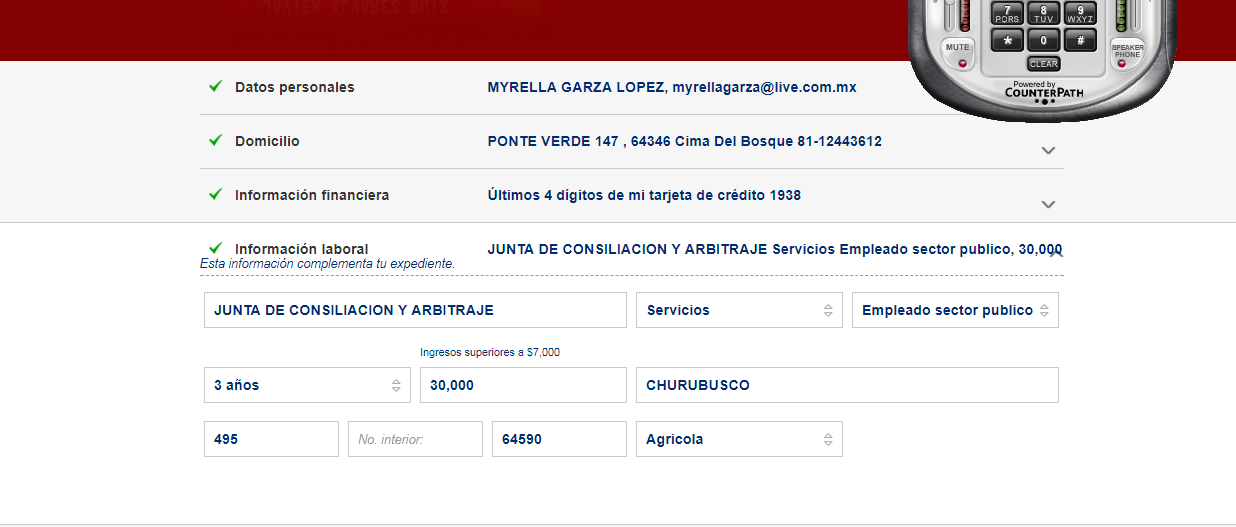 7 PQRS 8 TUV 9 WXYZ
* 0 #
MUTE
SPEAKER
PHONE
CLEAR
Powered by
COUNTERPATH
Datos personales MYRELLA GARZA LOPEZ, myrellagarza@live.com.mx
Domicilio PONTE VERDE 147 , 64346 Cima Del Bosque 81-12443612
Información financiera Últimos 4 dígitos de mi tarjeta de crédito 1938
Información laboral JUNTA DE CONSILIACION Y ARBITRAJE Servicios Empleado sector publico, 30,000
Esta información complementa tu expediente.
JUNTA DE CONSILIACION Y ARBITRAJE Servicios Empleado sector publico
Ingresos superiores a $7,000
3 años 30,000 CHURUBUSCO
495 No. interior: 64590 Agricola